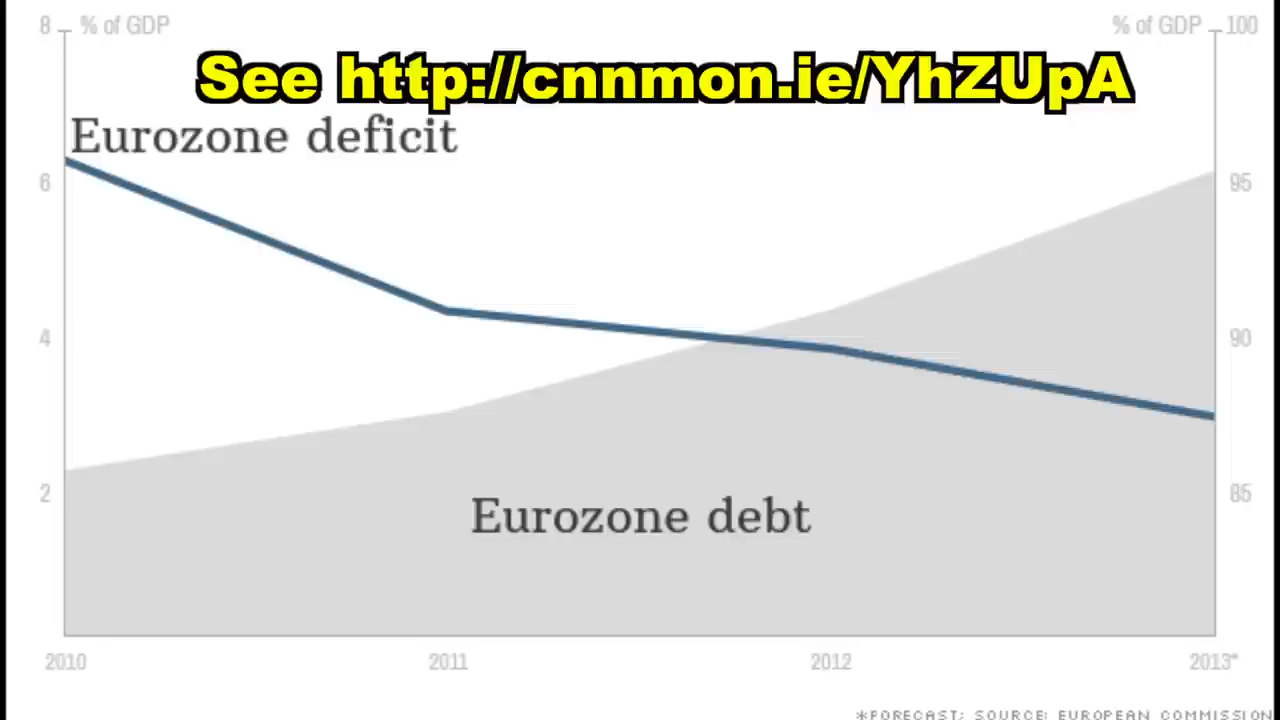 8 % of GDP % of GDP 100
See http://cnnmon.ie/YhZUpA
Eurozone deficit
6 95
4 90
2 85
Eurozone debt
2010 2011 2012 2013*
*FORECAST; SOURCE: EUROPEAN COMMISSION